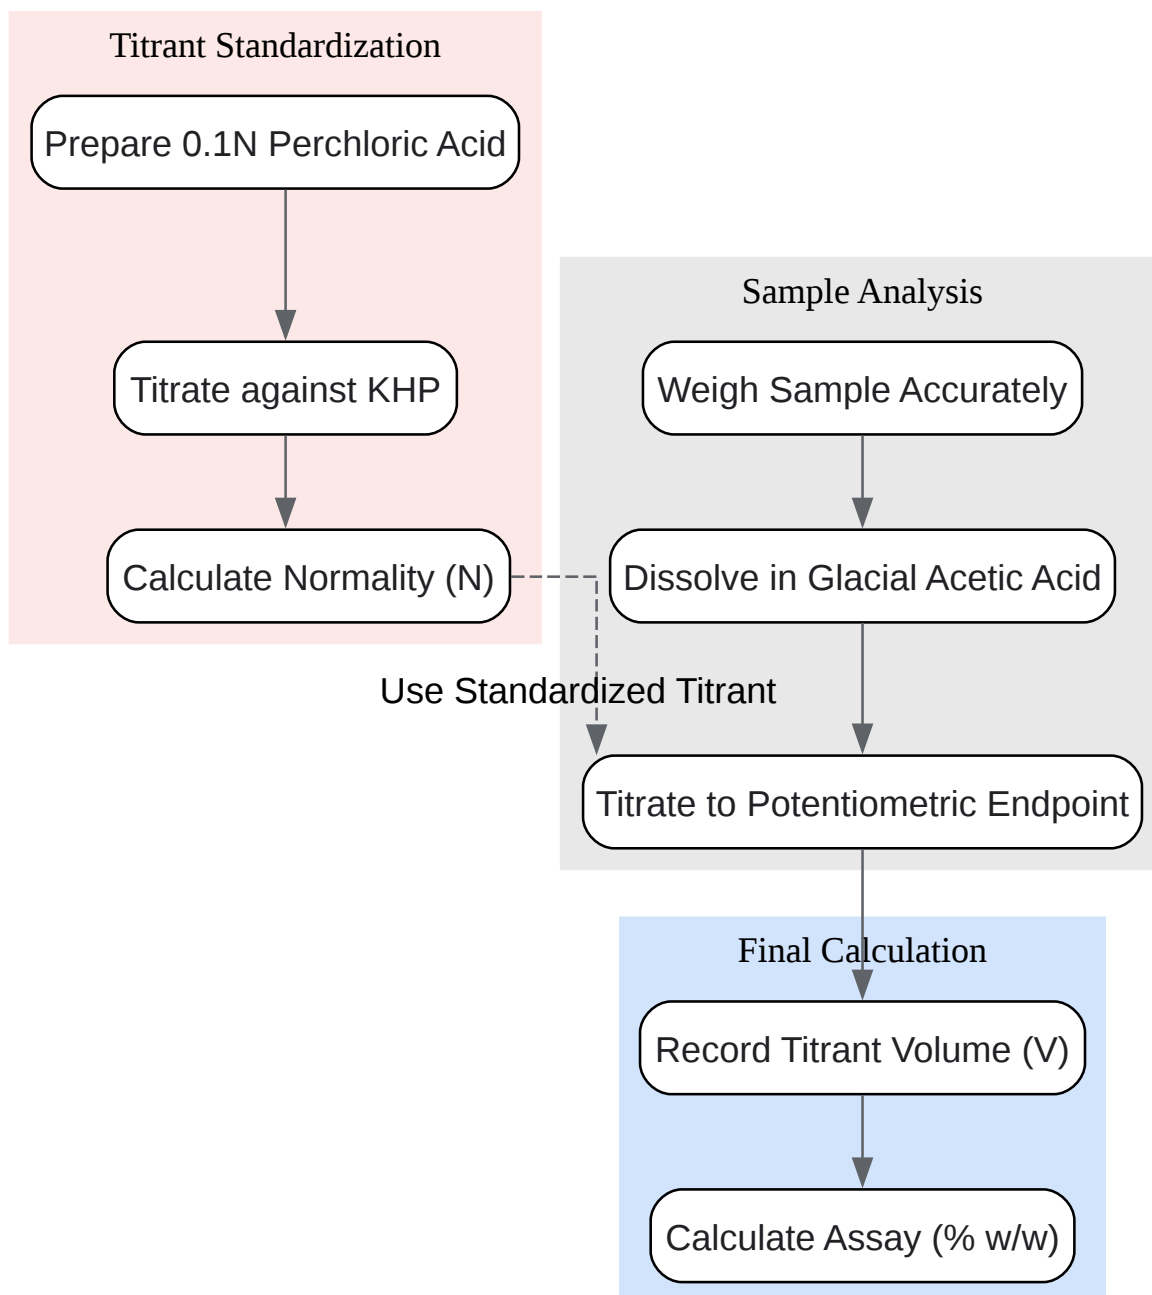 Titrant Standardization
Prepare 0.1N Perchloric Acid
Titrate against KHP
Calculate Normality (N)
Use Standardized Titrant
Sample Analysis
Weigh Sample Accurately
Dissolve in Glacial Acetic Acid
Titrate to Potentiometric Endpoint
Final Calculation
Record Titrant Volume (V)
Calculate Assay (% w/w)